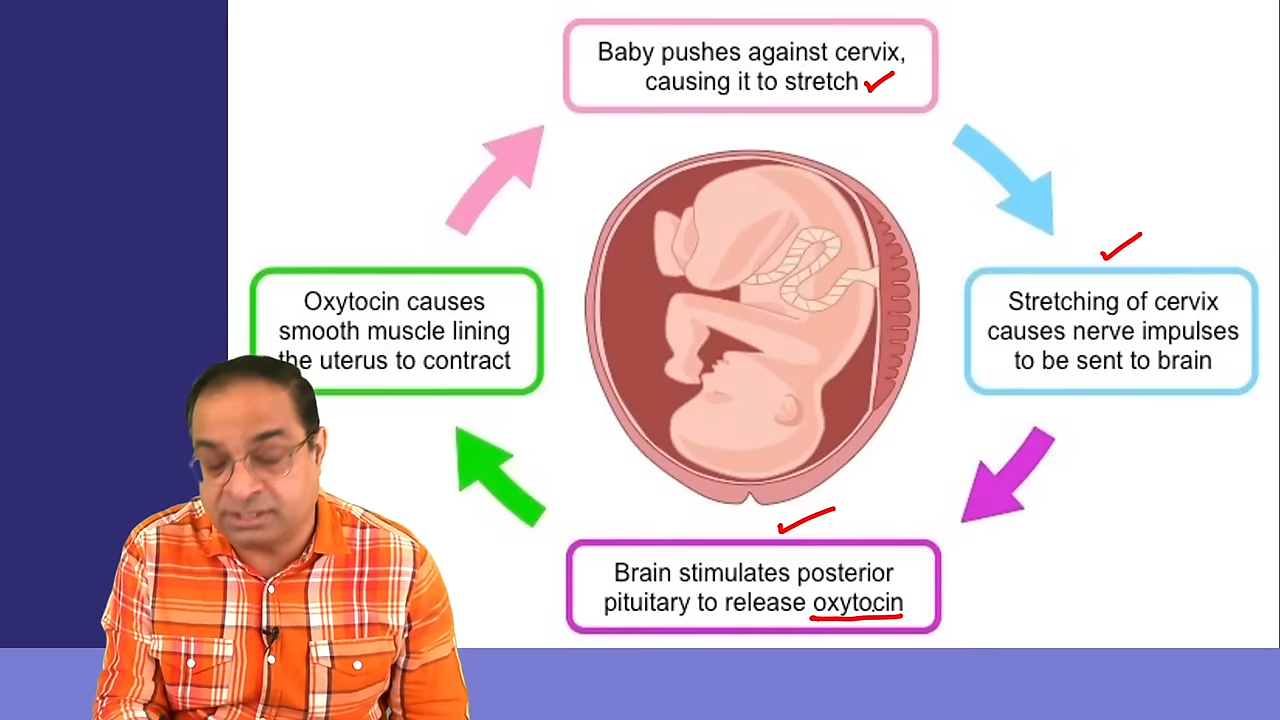 Baby pushes against cervix,
causing it to stretch
Stretching of cervix
causes nerve impulses
to be sent to brain
Brain stimulates posterior
pituitary to release oxytocin
Oxytocin causes
smooth muscle lining
the uterus to contract